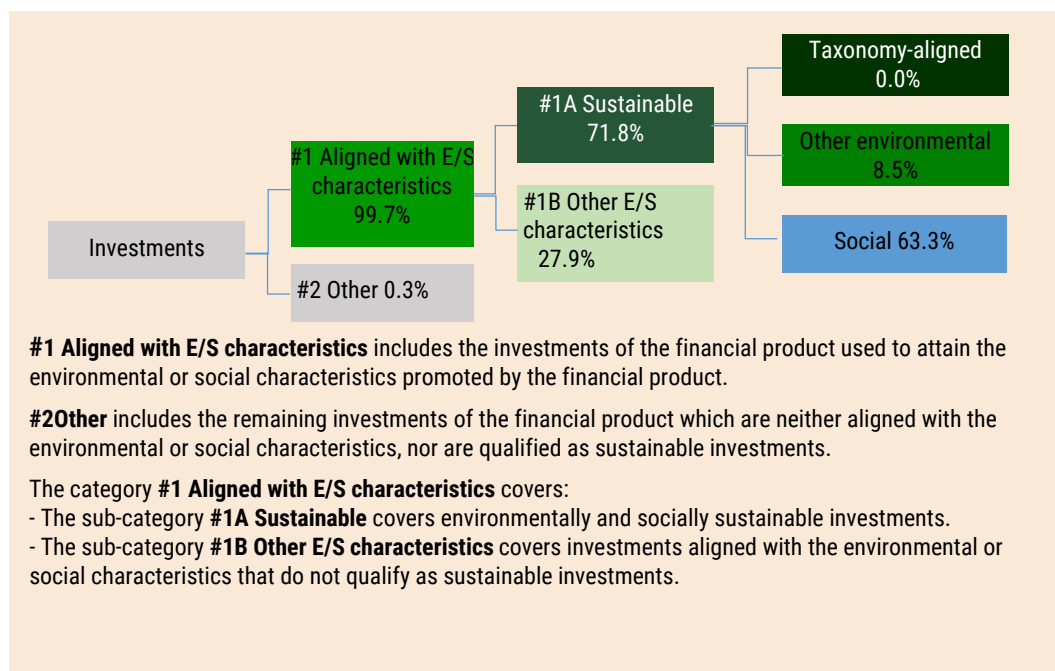 Taxonomy-aligned
0.0%
#1A Sustainable
71.8%
Other environmental
8.5%
#1 Aligned with E/S
characteristics
99.7%
#1B Other E/S
characteristics
27.9%
Social 63.3%
Investments
#2 Other 0.3%
#1 Aligned with E/S characteristics includes the investments of the financial product used to attain the
environmental or social characteristics promoted by the financial product.
#2Other includes the remaining investments of the financial product which are neither aligned with the
environmental or social characteristics, nor are qualified as sustainable investments.
The category #1 Aligned with E/S characteristics covers:
- The sub-category #1A Sustainable covers environmentally and socially sustainable investments.
- The sub-category #1B Other E/S characteristics covers investments aligned with the environmental or
social characteristics that do not qualify as sustainable investments.